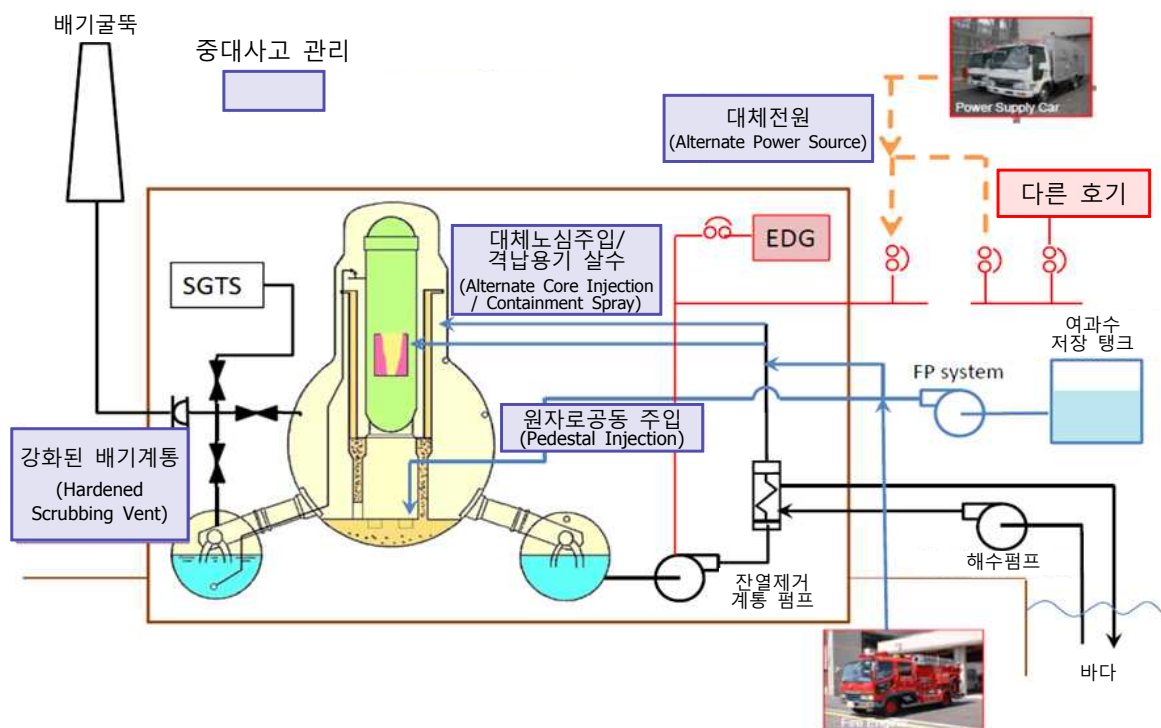 배기굴뚝
중대사고 관리
Power Supply Car
대체전원
(Alternate Power Source)
다른 호기
EDG
대체노심주입/
격납용기 살수
(Alternate Core Injection
/ Containment Spray)
SGTS
여과수
저장 탱크
FP system
원자로공동 주입
(Pedestal Injection)
강화된 배기계통
(Hardened
Scrubbing Vent)
해수펌프
잔열제거
계통 펌프
바다
Fire Engine